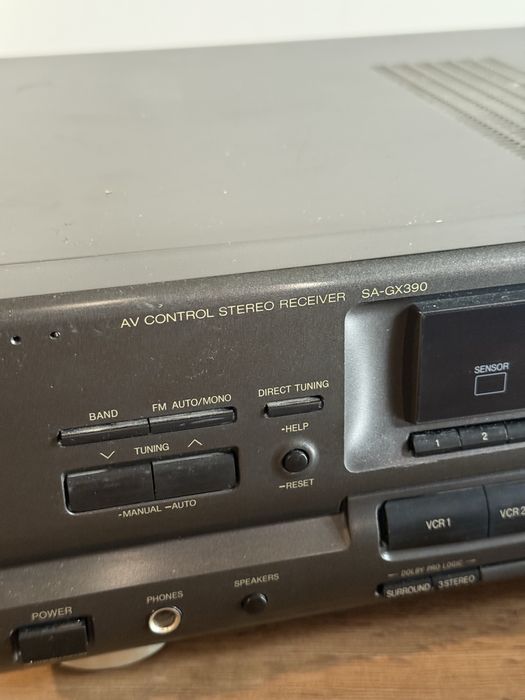 AV CONTROL STEREO RECEIVER SA-GX390
SENSOR
DIRECT TUNING
BAND FM AUTO/MONO
-HELP
1 2
TUNING
-RESET
-MANUAL -AUTO
VCR 1 VCR 2
DOLBY PRO LOGIC
SURROUND 3 STEREO
SPEAKERS
PHONES
POWER